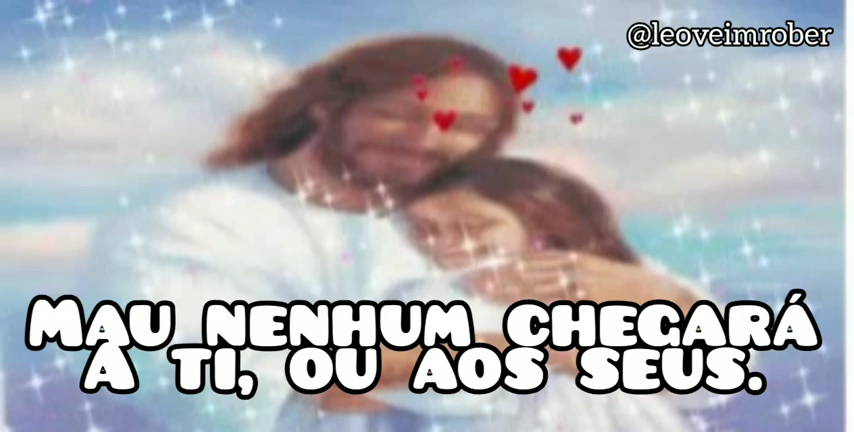 @leoveimrober
MAU NENHUM CHEGARÁ
À TI, OU AOS SEUS.